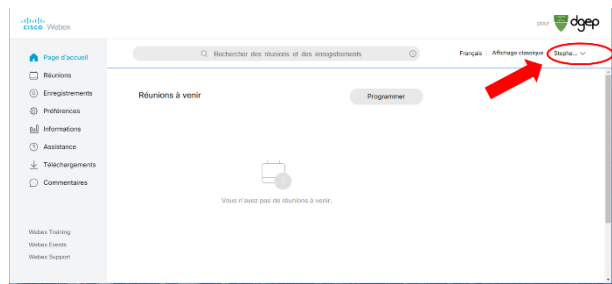 cisco Webex
pour dgep
Page d'accueil
Rechercher des réunions et des enregistrements
Français
Affichage classique
Stepha...
Réunions
Enregistrements
Préférences
Informations
Assistance
Téléchargements
Commentaires
Réunions à venir
Programmer
Vous n'avez pas de réunions à venir.
Webex Training
Webex Events
Webex Support